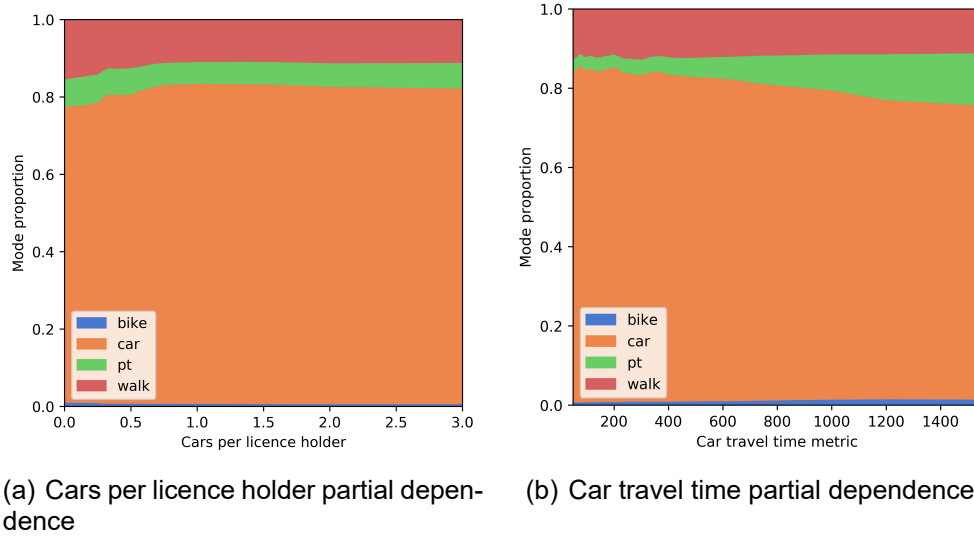 1.0
0.8
0.6
0.4
0.2
0.0
Mode proportion
bike
car
pt
walk
0.0 0.5 1.0 1.5 2.0 2.5 3.0
Cars per licence holder
(a) Cars per licence holder partial depen-
dence
1.0
0.8
0.6
0.4
0.2
0.0
Mode proportion
bike
car
pt
walk
200 400 600 800 1000 1200 1400
Car travel time metric
(b) Car travel time partial dependence